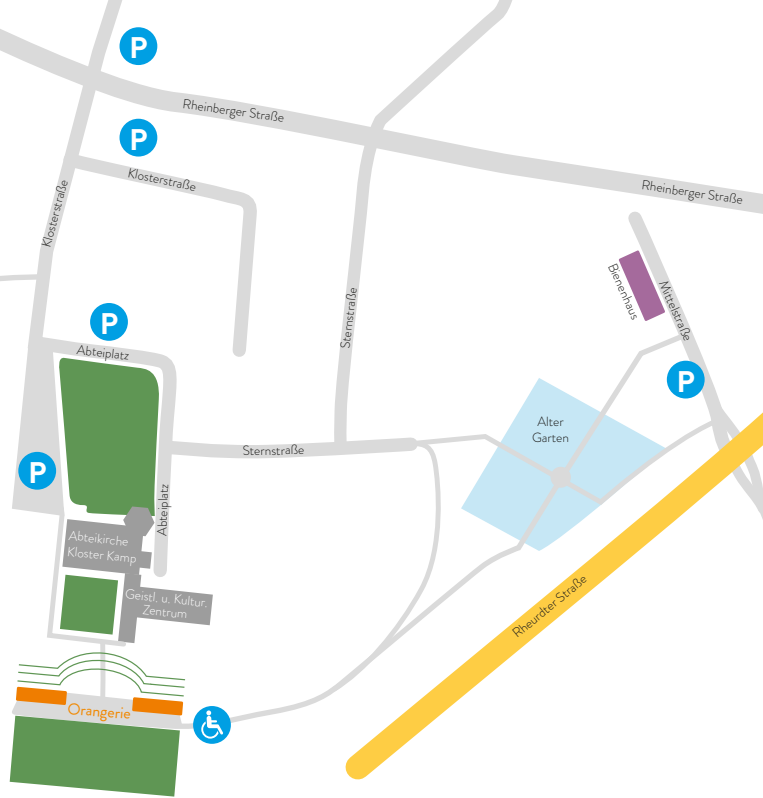 P
Rheinberger Straße
P
Klosterstraße
Rheinberger Straße
Klosterstraße
Bienenhaus
Mittelstraße
Sternstraße
P
Abteiplatz
P
Alter
Garten
Sternstraße
P
Abteiplatz
Abteikirche
Kloster Kamp
Geistl. u. Kultur.
Zentrum
Rheurdter Straße
Orangerie